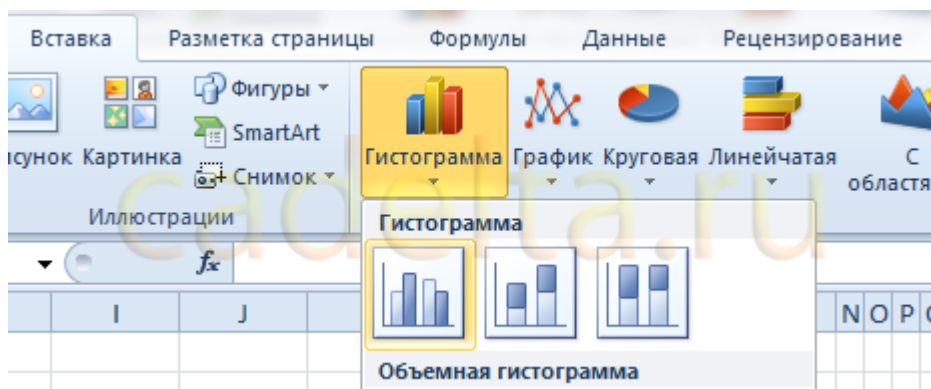 Вставка Разметка страницы Формулы Данные Рецензирование
Фигуры
SmartArt
Картинка Гистограмма График Круговая Линейчатая С
Снимок
Иллюстрации
Гистограмма
cadelta.ru
fx
I J N O P
Объемная гистограмма